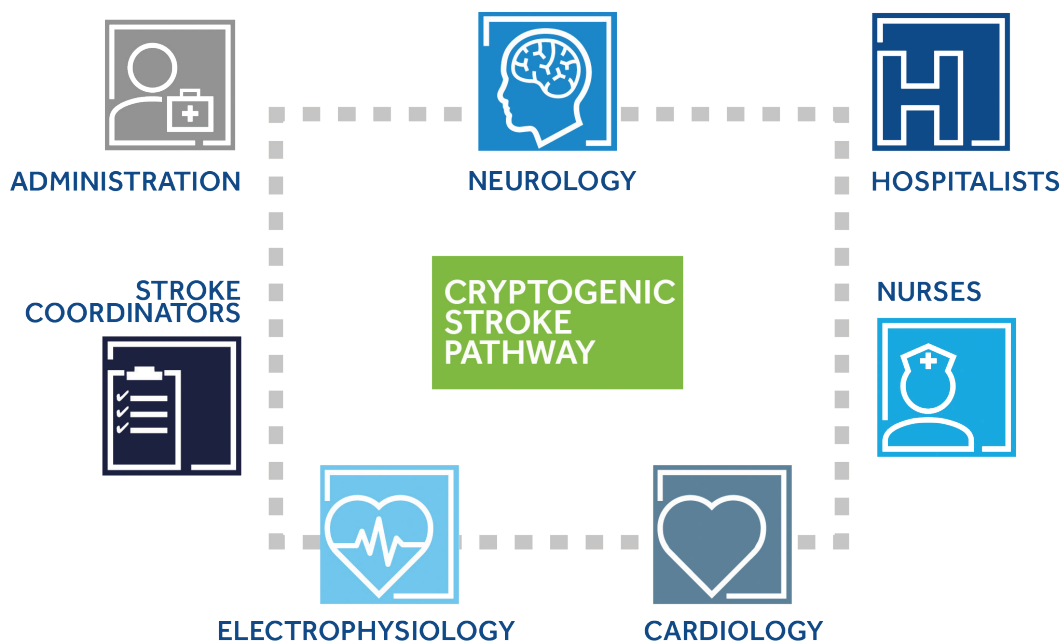 ADMINISTRATION
NEUROLOGY
HOSPITALISTS
STROKE
COORDINATORS
CRYPTOGENIC
STROKE
PATHWAY
NURSES
ELECTROPHYSIOLOGY
CARDIOLOGY